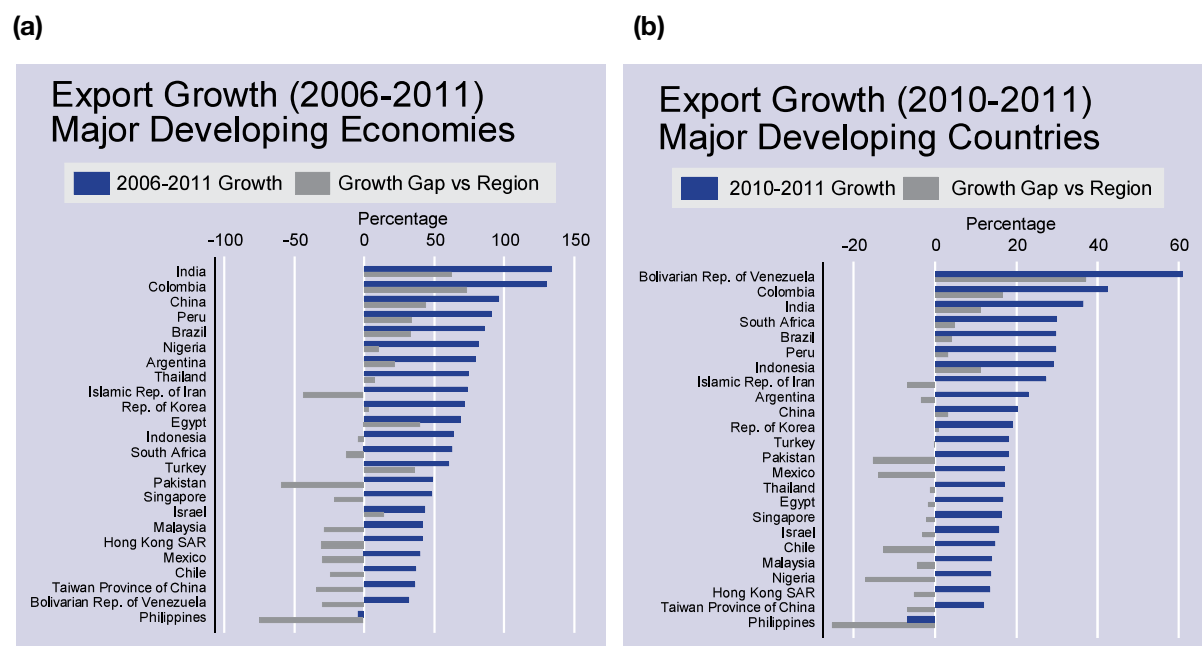 (a)
Export Growth (2006-2011)
Major Developing Economies
2006-2011 Growth
Growth Gap vs Region
Percentage
-100 -50 0 50 100 150
India
Colombia
China
Peru
Brazil
Nigeria
Argentina
Thailand
Islamic Rep. of Iran
Rep. of Korea
Egypt
Indonesia
South Africa
Turkey
Pakistan
Singapore
Israel
Malaysia
Hong Kong SAR
Mexico
Chile
Taiwan Province of China
Bolivarian Rep. of Venezuela
Philippines
(b)
Export Growth (2010-2011)
Major Developing Countries
2010-2011 Growth
Growth Gap vs Region
Percentage
-20 0 20 40 60
Bolivarian Rep. of Venezuela
Colombia
India
South Africa
Brazil
Peru
Indonesia
Islamic Rep. of Iran
Argentina
China
Rep. of Korea
Turkey
Pakistan
Mexico
Thailand
Egypt
Singapore
Israel
Chile
Malaysia
Nigeria
Hong Kong SAR
Taiwan Province of China
Philippines